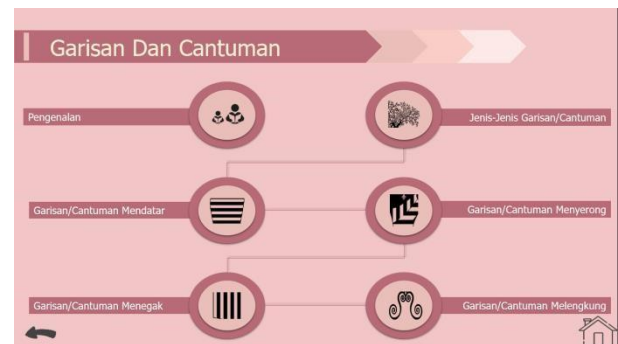 Garisan Dan Cantuman
Pengenalan
Jenis-Jenis Garisan/Cantuman
Garisan/Cantuman Mendatar
Garisan/Cantuman Menyerong
Garisan/Cantuman Menegak
Garisan/Cantuman Melengkung